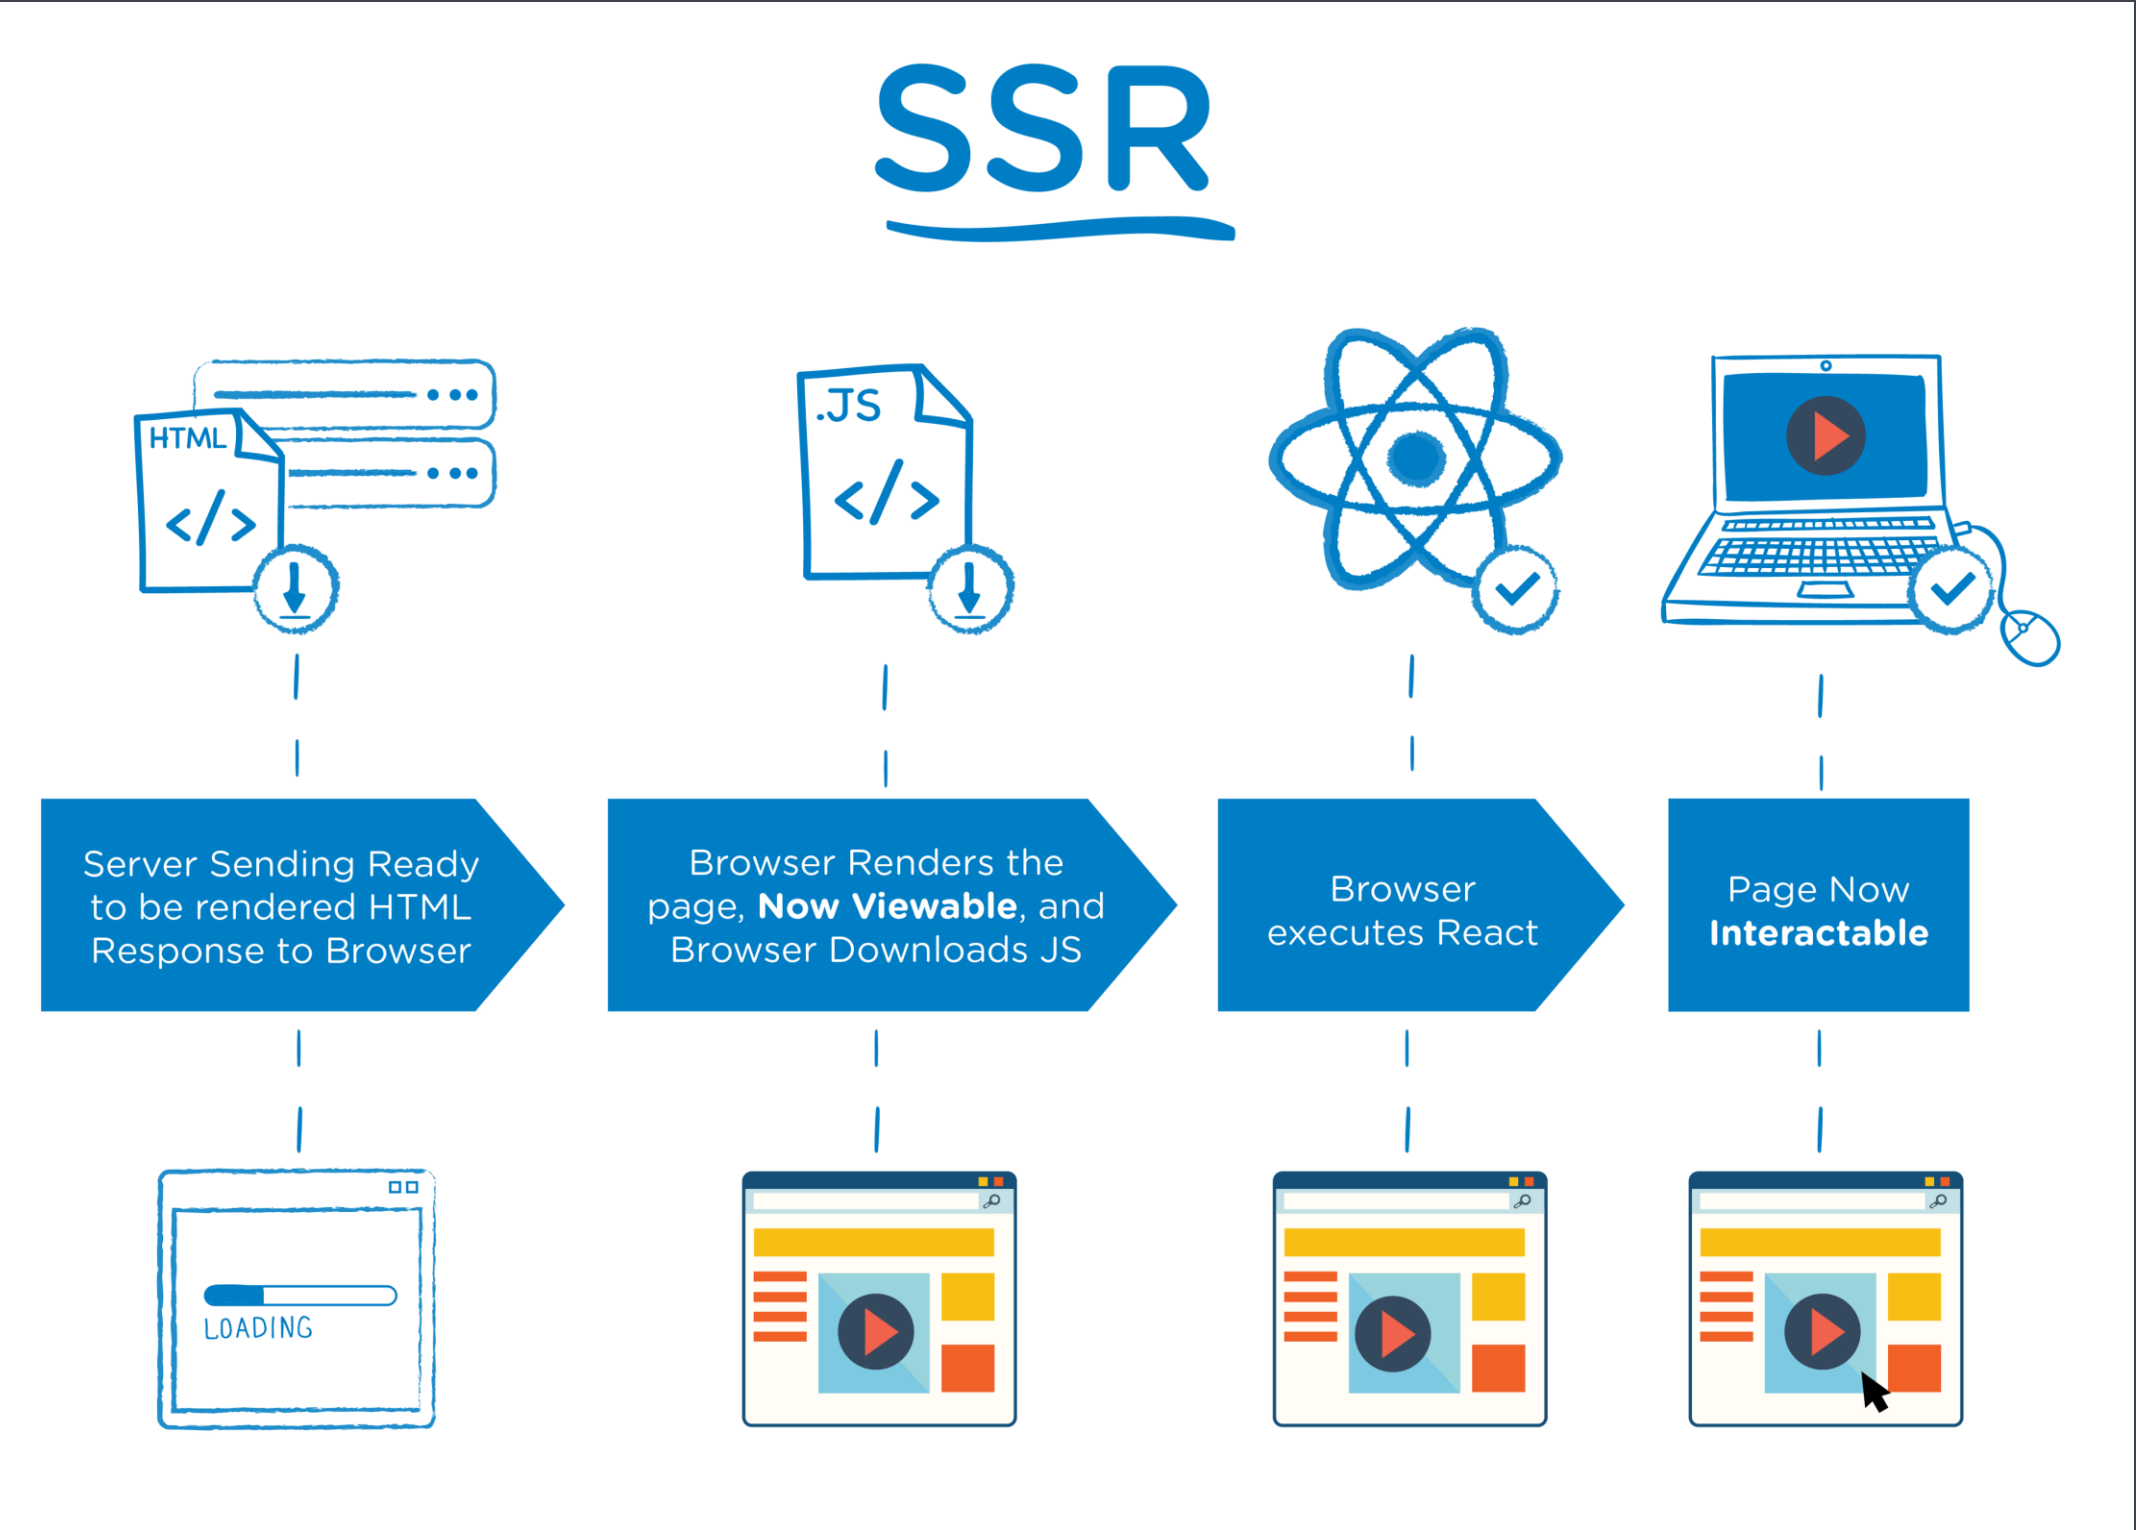 SSR
HTML
</>
.JS
</>
Server Sending Ready
to be rendered HTML
Response to Browser
Browser Renders the
page, Now Viewable, and
Browser Downloads JS
Browser
executes React
Page Now
Interactable
LOADING